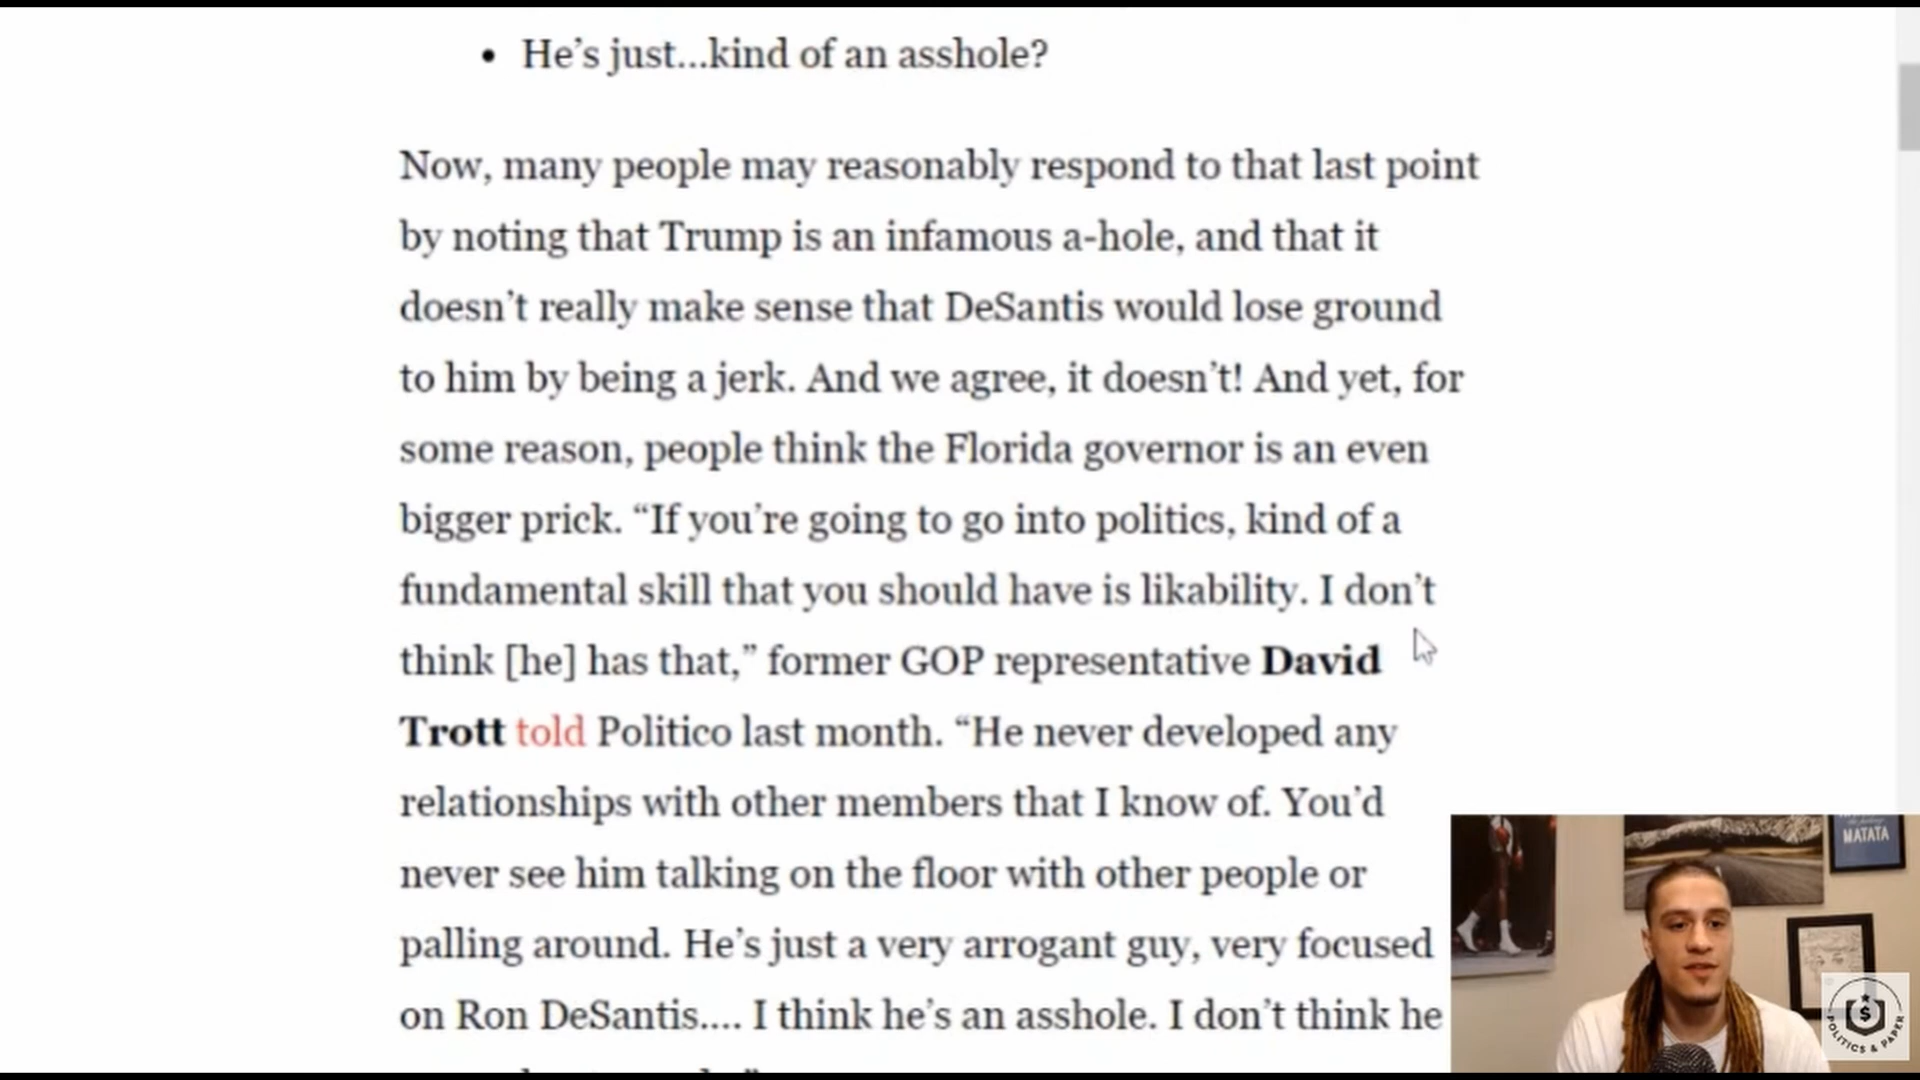 • He’s just...kind of an asshole?
Now, many people may reasonably respond to that last point
by noting that Trump is an infamous a-hole, and that it
doesn’t really make sense that DeSantis would lose ground
to him by being a jerk. And we agree, it doesn’t! And yet, for
some reason, people think the Florida governor is an even
bigger prick. “If you’re going to go into politics, kind of a
fundamental skill that you should have is likability. I don’t
think [he] has that,” former GOP representative David
Trott told Politico last month. “He never developed any
relationships with other members that I know of. You’d
never see him talking on the floor with other people or
palling around. He’s just a very arrogant guy, very focused
on Ron DeSantis.... I think he’s an asshole. I don’t think he
MATATA
$
POLITICS & PAPER